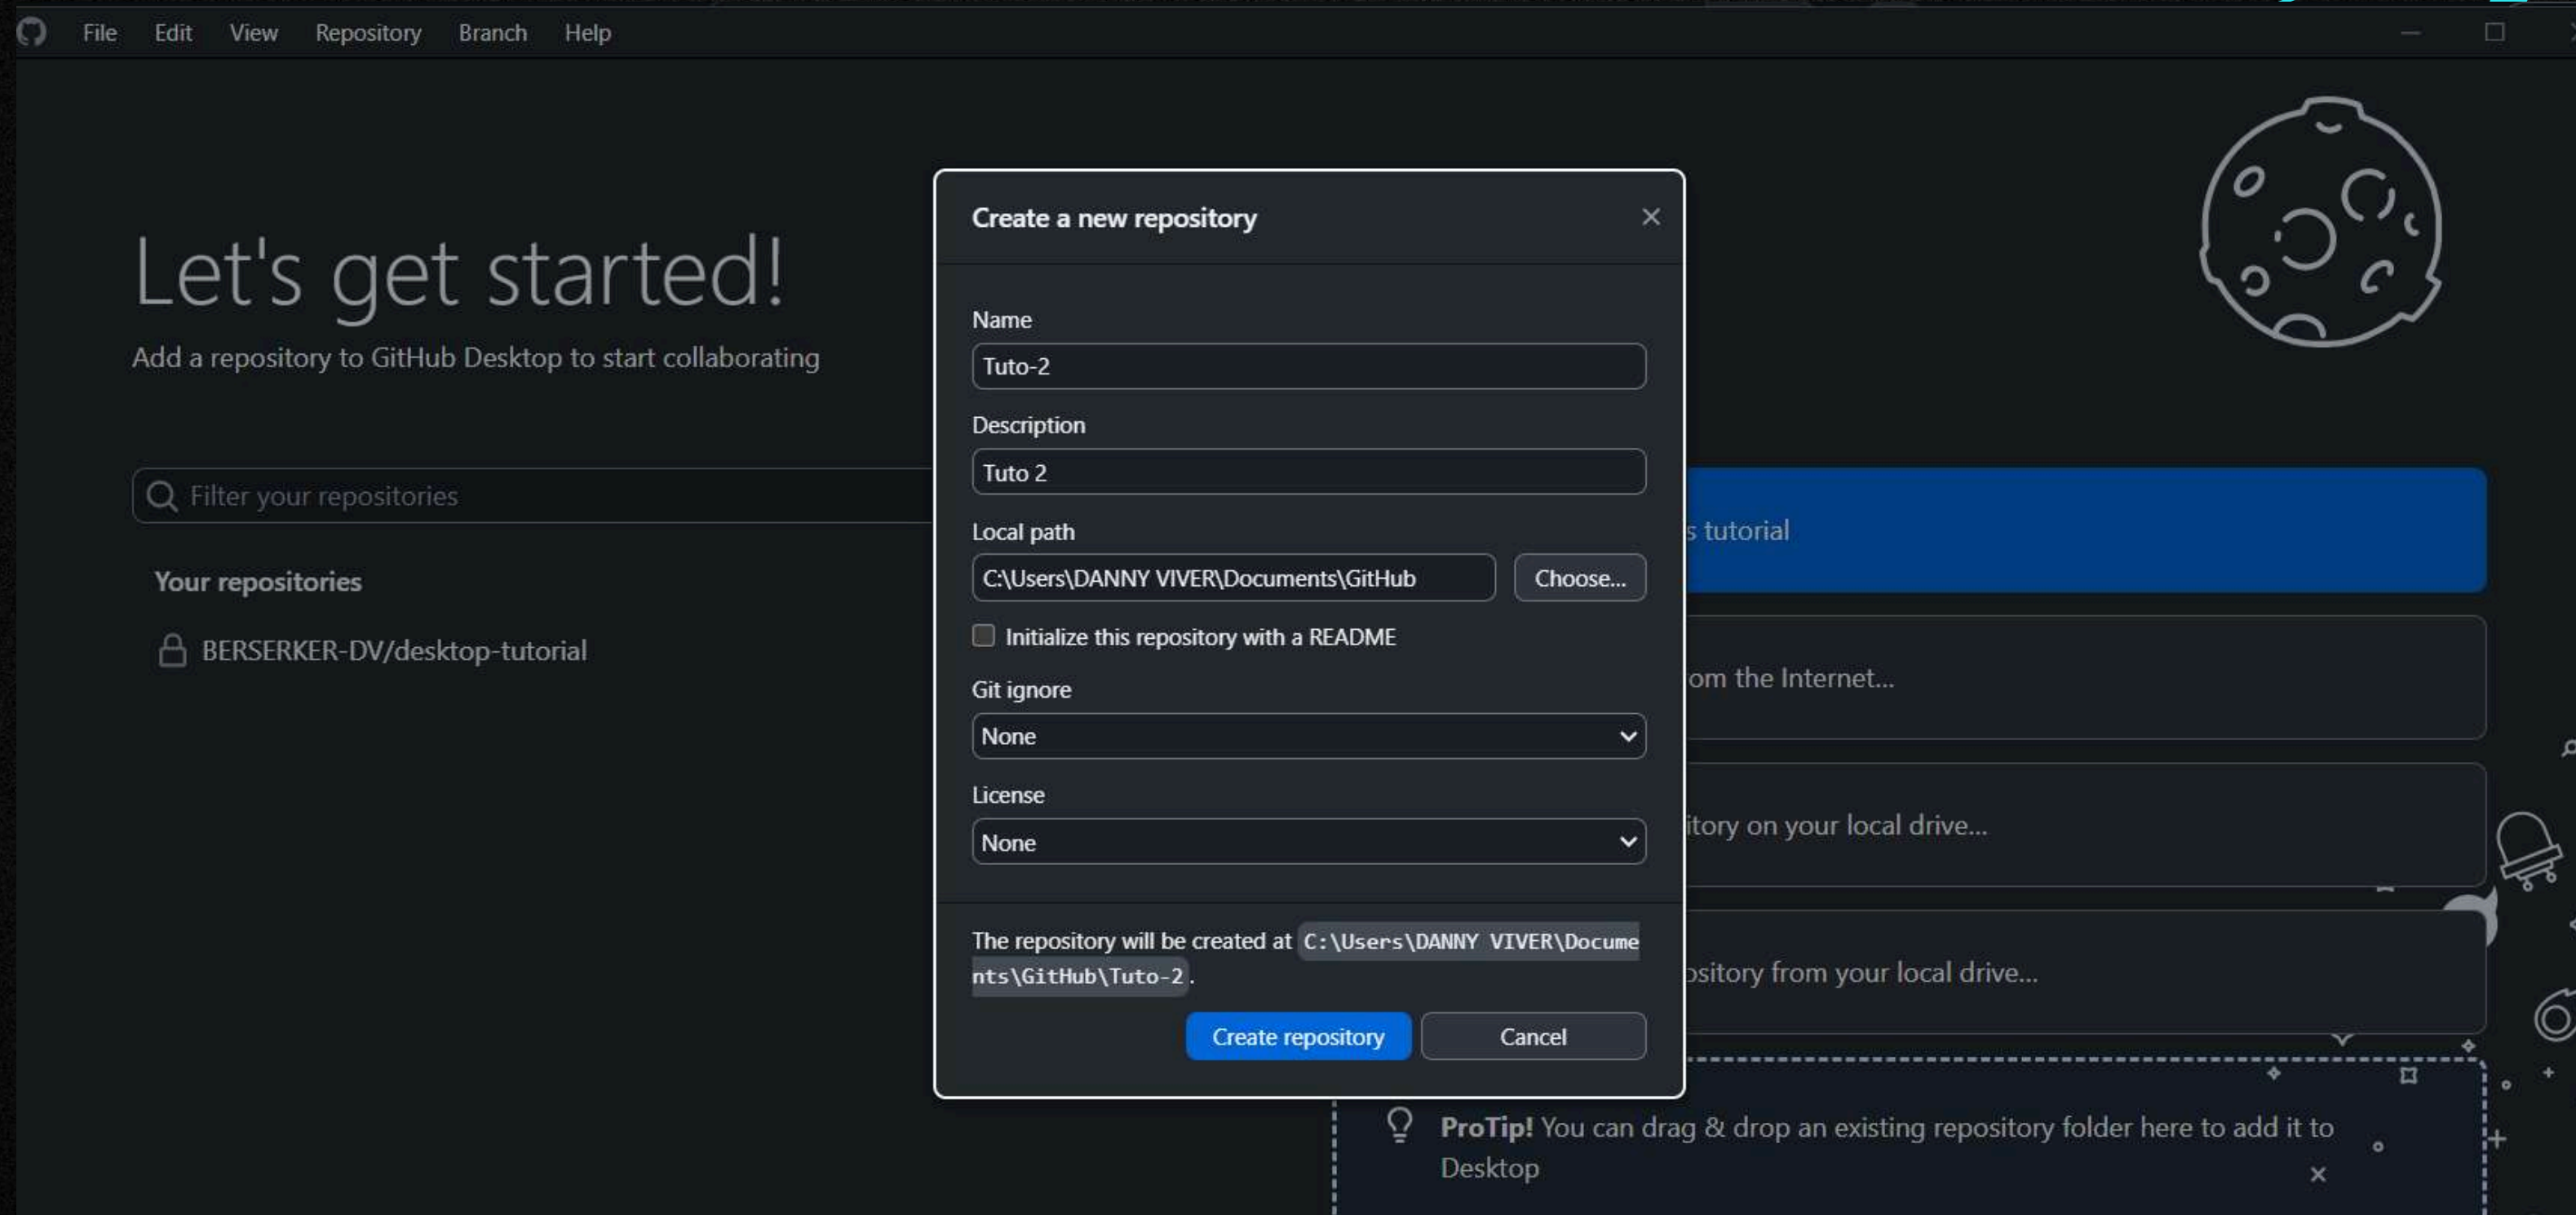 File Edit View Repository Branch Help
Let's get started!
Add a repository to GitHub Desktop to start collaborating
Filter your repositories
Your repositories
BERSERKER-DV/desktop-tutorial
Create a new repository
Name
Tuto-2
Description
Tuto 2
Local path
C:\Users\DANNY VIVER\Documents\GitHub
Choose...
Initialize this repository with a README
Git ignore
None
License
None
The repository will be created at C:\Users\DANNY VIVER\Docume
nts\GitHub\Tuto-2.
Create repository Cancel
tutorial
the Internet...
on your local drive...
from your local drive...
ProTip! You can drag & drop an existing repository folder here to add it to
Desktop